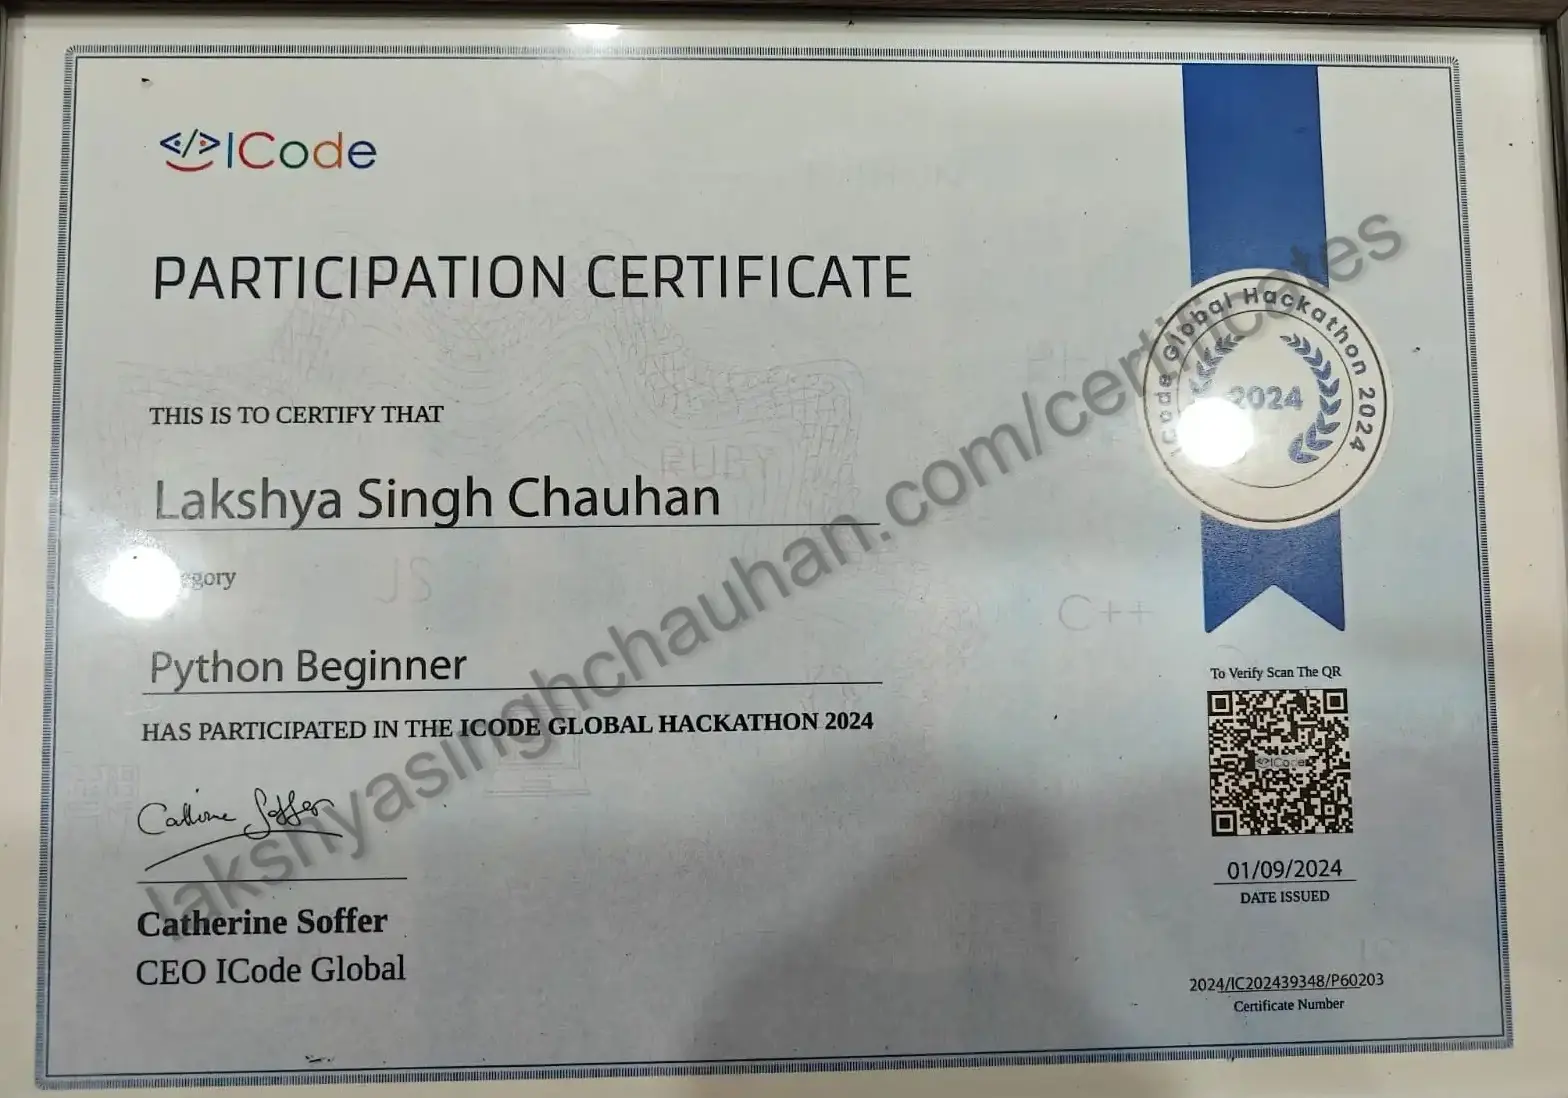 ICode
PARTICIPATION CERTIFICATE
THIS IS TO CERTIFY THAT
Lakshya Singh Chauhan
Python Beginner
HAS PARTICIPATED IN THE ICODE GLOBAL HACKATHON 2024
Catherine Soffer
Catherine Soffer
CEO ICode Global
ICode Global Hackathon 2024
2024
To Verify Scan The QR
ICode
01/09/2024
DATE ISSUED
2024/IC202439348/P60203
Certificate Number
RUBY
JS
C++
lakshyasinghchauhan.com/certificates